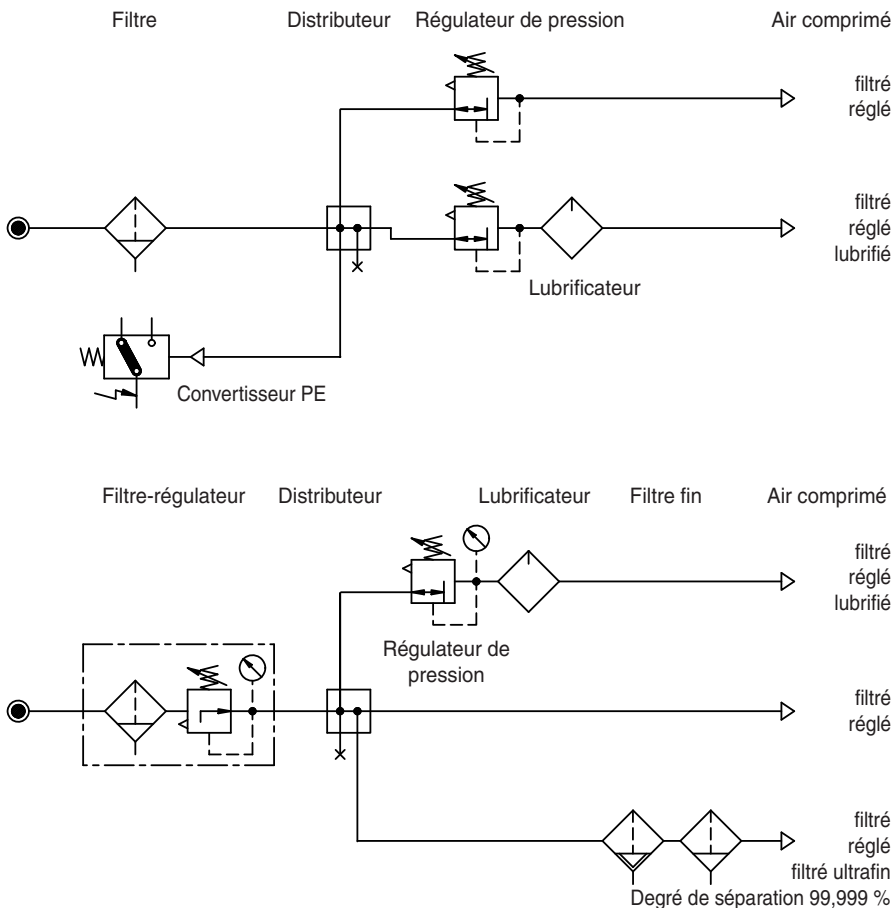 Filtre
Distributeur
Régulateur de pression
Air comprimé
filtré
réglé
filtré
réglé
lubrifié
Lubrificateur
Convertisseur PE
Filtre-régulateur
Distributeur
Lubrificateur
Filtre fin
Air comprimé
filtré
réglé
lubrifié
Régulateur de
pression
filtré
réglé
filtré
réglé
filtré ultrafin
Degré de séparation 99,999 %